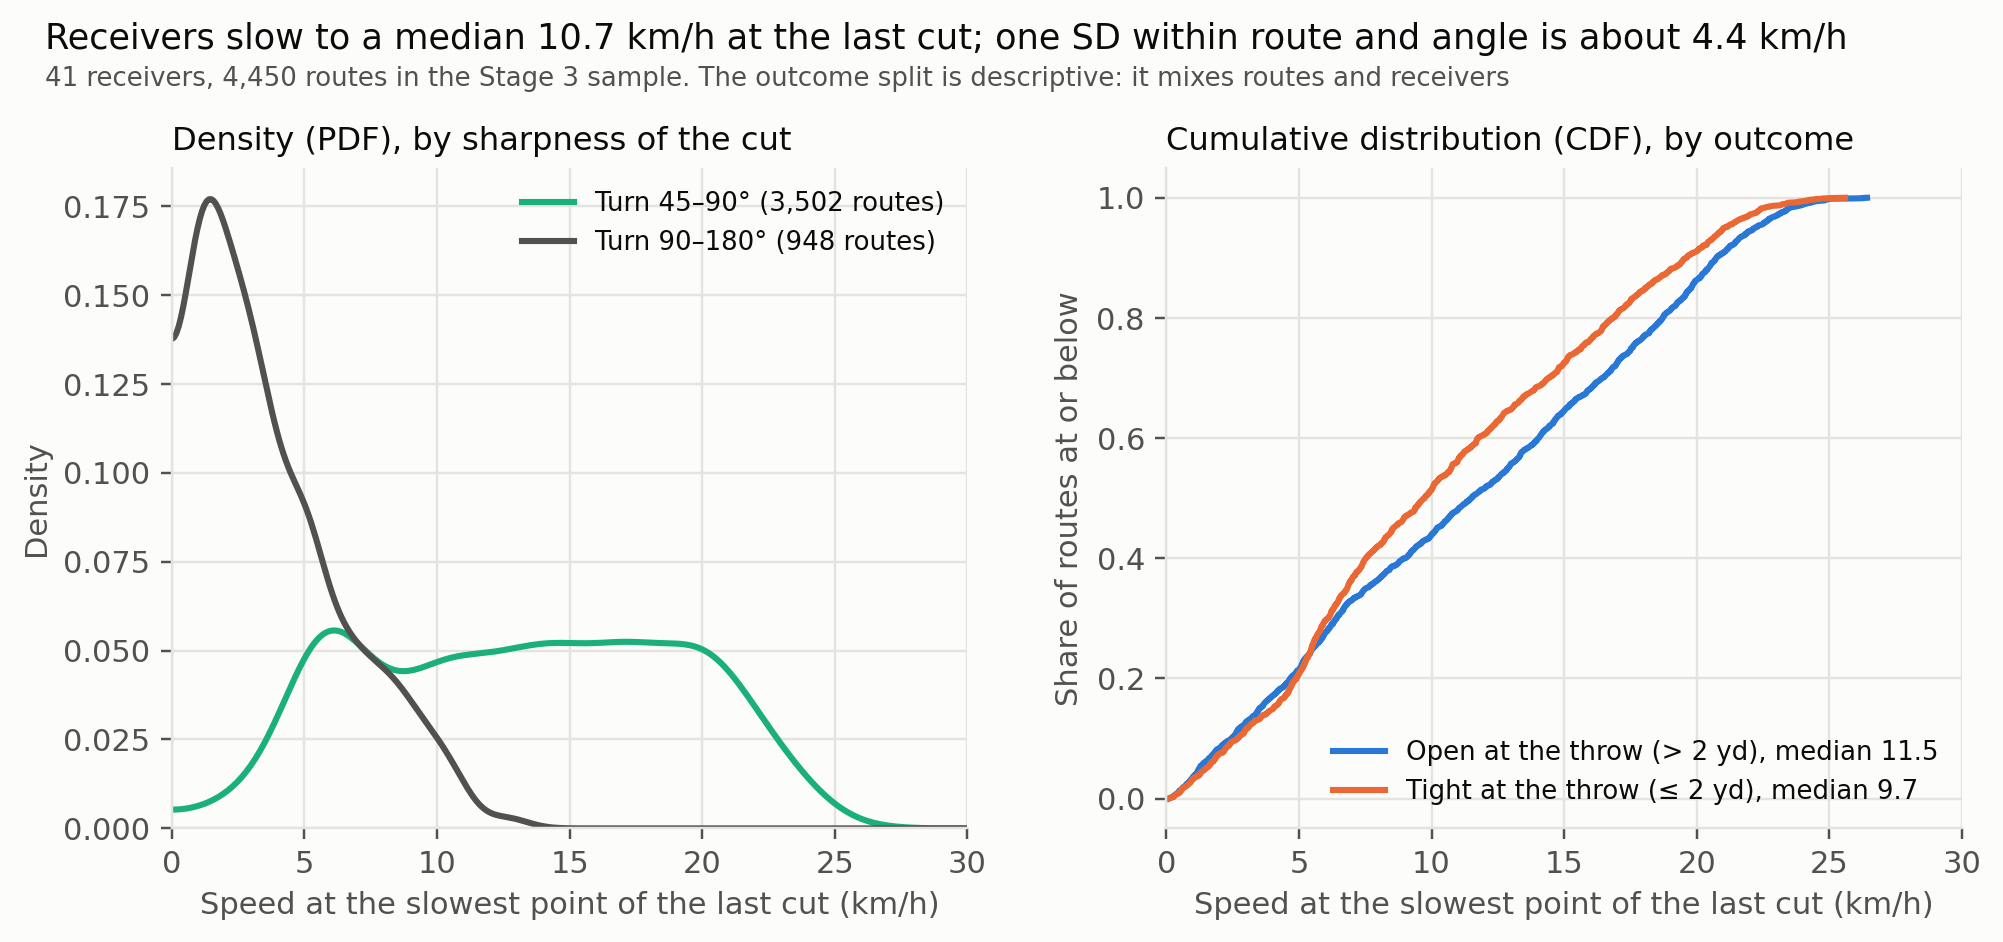 Receivers slow to a median 10.7 km/h at the last cut; one SD within route and angle is about 4.4 km/h
41 receivers, 4,450 routes in the Stage 3 sample. The outcome split is descriptive: it mixes routes and receivers
Density (PDF), by sharpness of the cut
Turn 45–90° (3,502 routes)
Turn 90–180° (948 routes)
0.175
0.150
0.125
0.100
0.075
0.050
0.025
0.000
Density
0 5 10 15 20 25 30
Speed at the slowest point of the last cut (km/h)
Cumulative distribution (CDF), by outcome
1.0
0.8
0.6
0.4
0.2
0.0
Share of routes at or below
Open at the throw (> 2 yd), median 11.5
Tight at the throw (≤ 2 yd), median 9.7
0 5 10 15 20 25 30
Speed at the slowest point of the last cut (km/h)